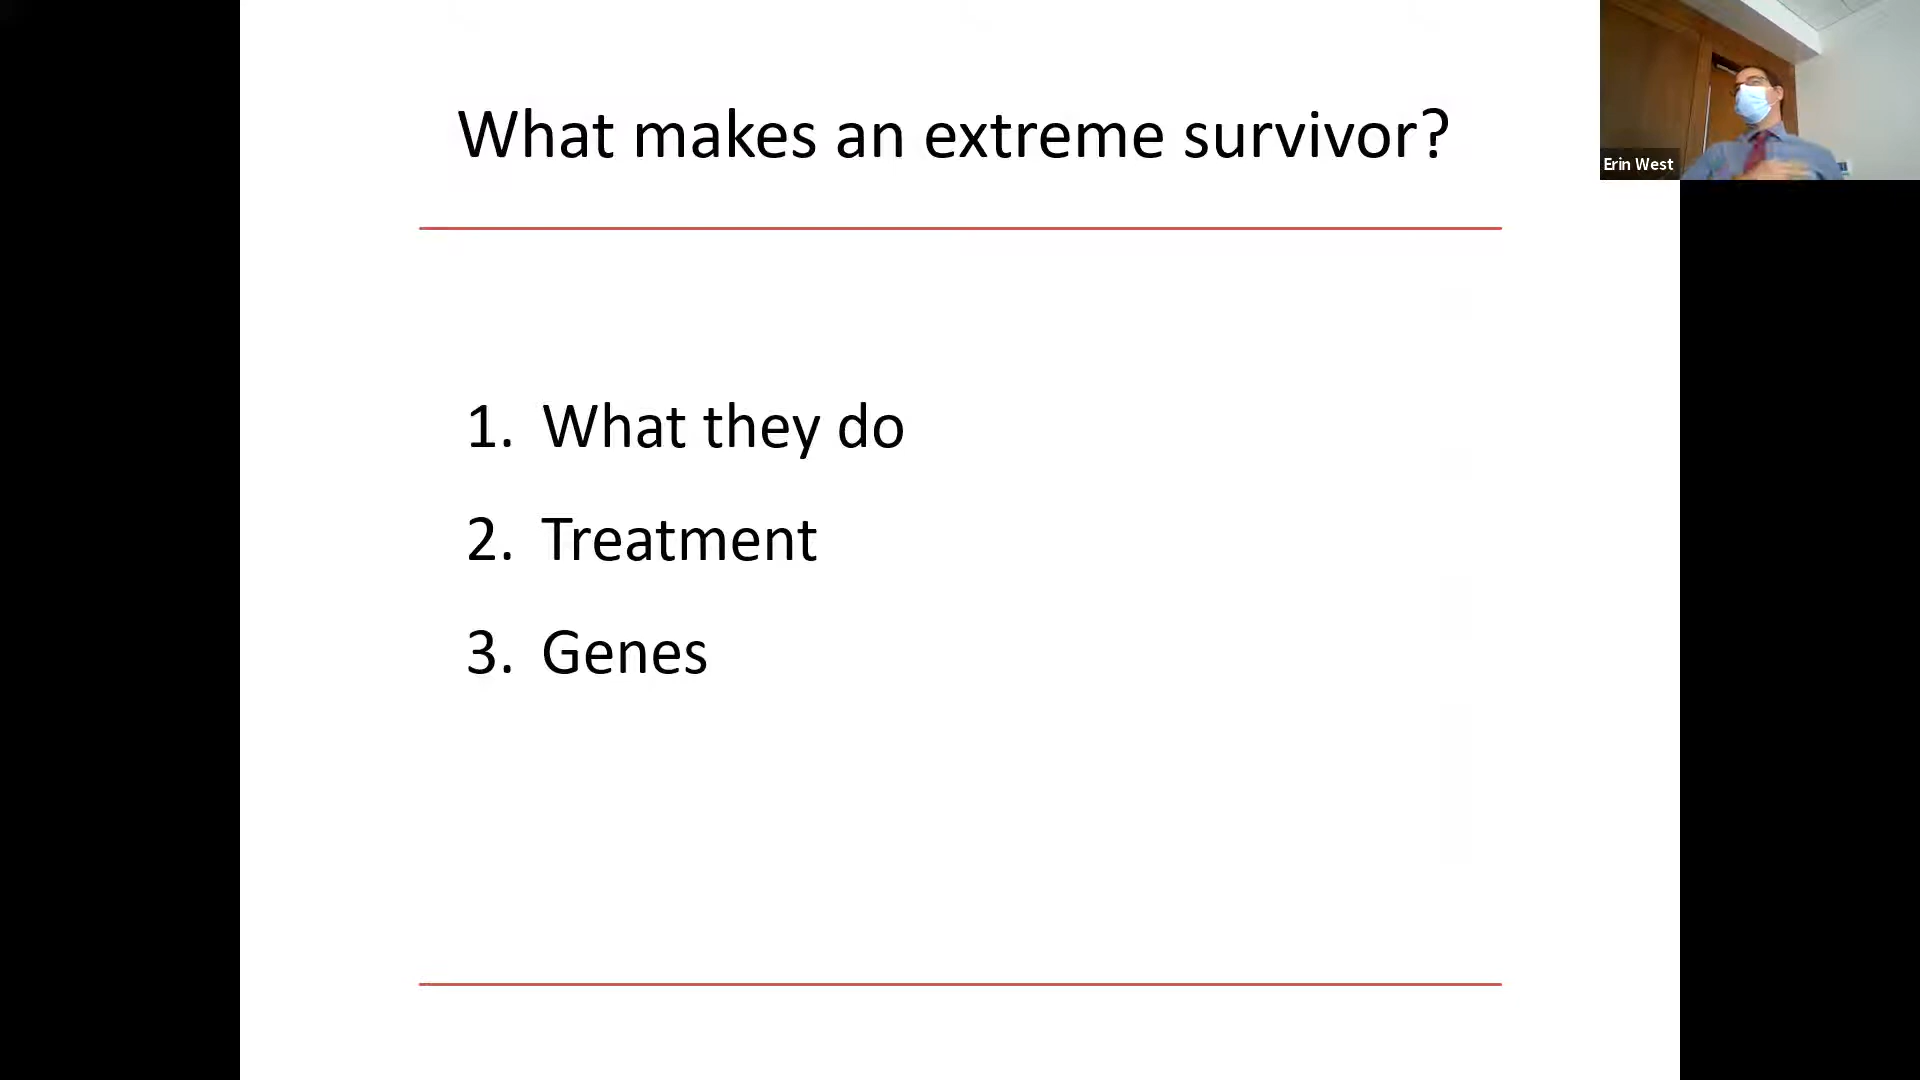 What makes an extreme survivor?
Erin West
1. What they do
2. Treatment
3. Genes